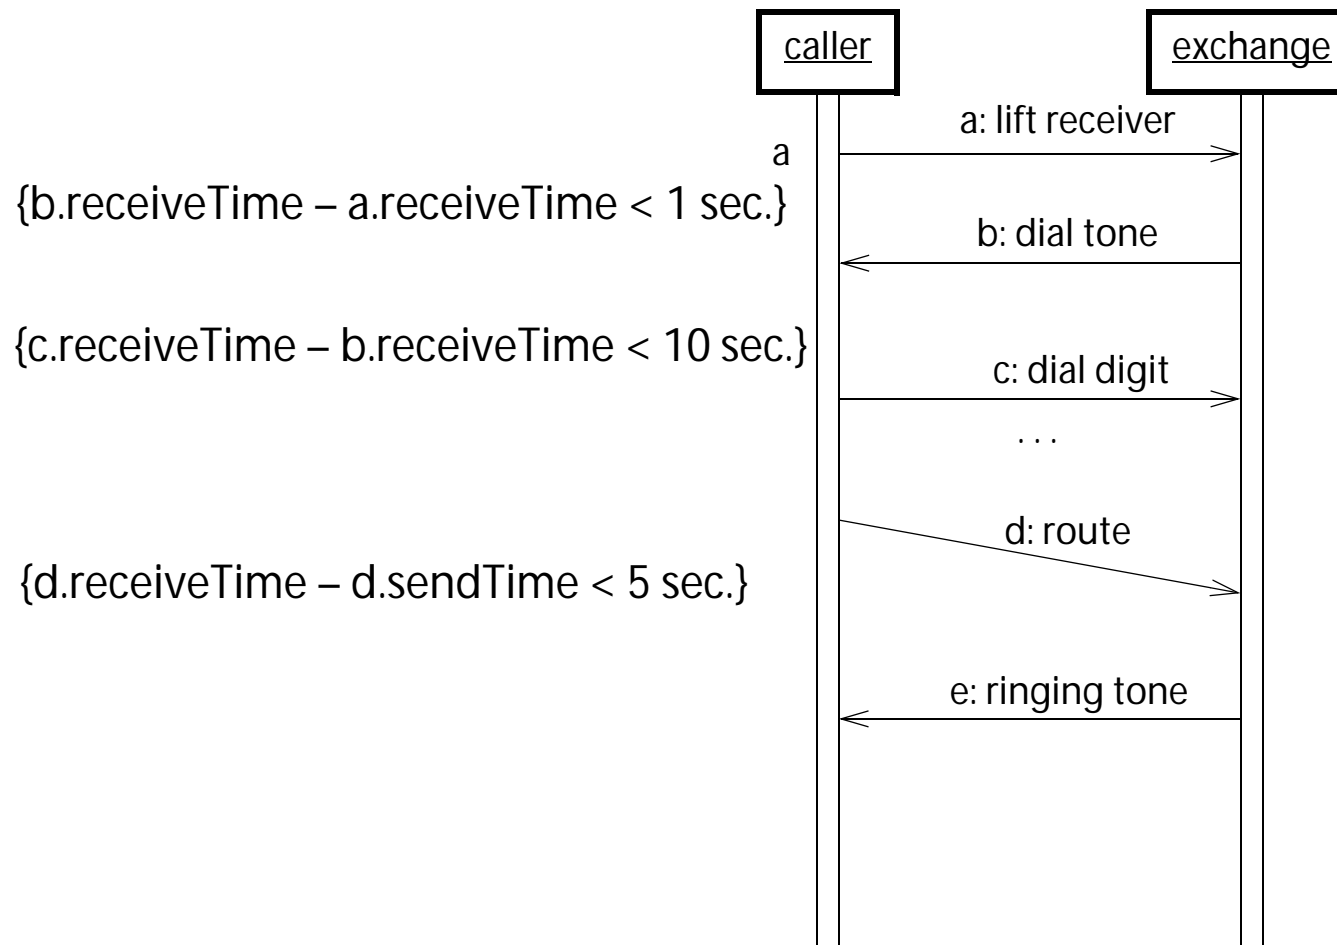 caller
exchange
a: lift receiver
a
{b.receiveTime – a.receiveTime < 1 sec.}
b: dial tone
{c.receiveTime – b.receiveTime < 10 sec.}
c: dial digit
. . .
d: route
{d.receiveTime – d.sendTime < 5 sec.}
e: ringing tone